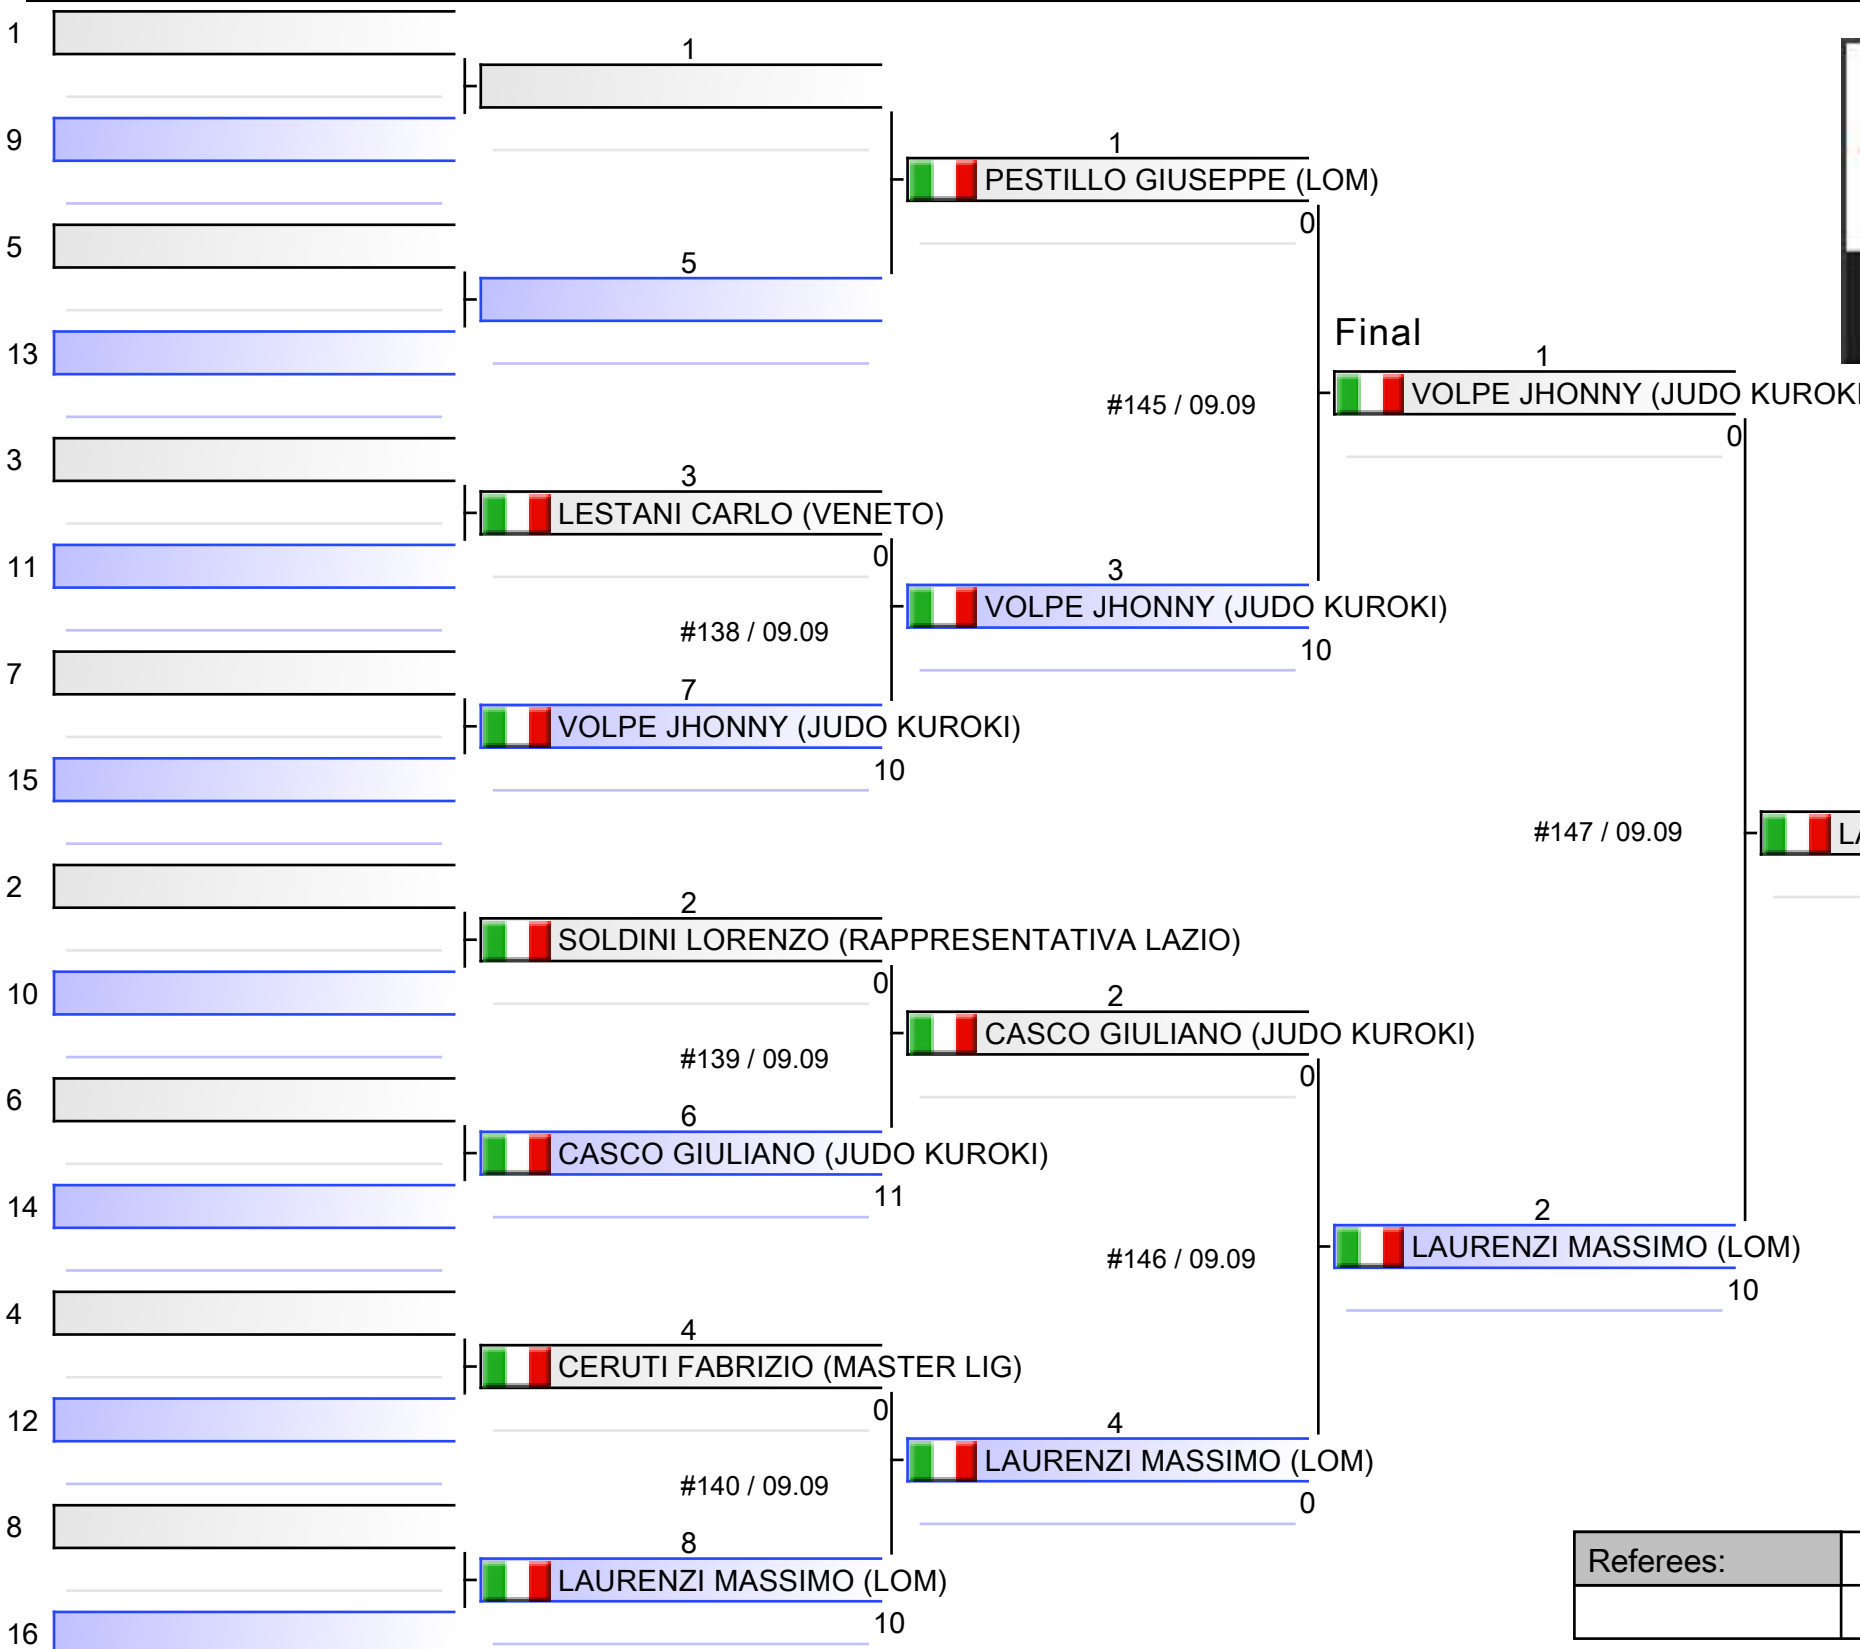 1
1
9
1
PESTILLO GIUSEPPE (LOM)
0
5
5
13
Final
1
VOLPE JHONNY (JUDO KUROKI
0
#145 / 09.09
3
3
LESTANI CARLO (VENETO)
0
11
3
VOLPE JHONNY (JUDO KUROKI)
10
#138 / 09.09
7
7
VOLPE JHONNY (JUDO KUROKI)
10
15
#147 / 09.09
LA
2
2
SOLDINI LORENZO (RAPPRESENTATIVA LAZIO)
0
10
2
CASCO GIULIANO (JUDO KUROKI)
0
#139 / 09.09
6
6
CASCO GIULIANO (JUDO KUROKI)
11
14
2
LAURENZI MASSIMO (LOM)
10
#146 / 09.09
4
4
CERUTI FABRIZIO (MASTER LIG)
0
12
4
LAURENZI MASSIMO (LOM)
0
#140 / 09.09
8
8
LAURENZI MASSIMO (LOM)
10
16
Referees: